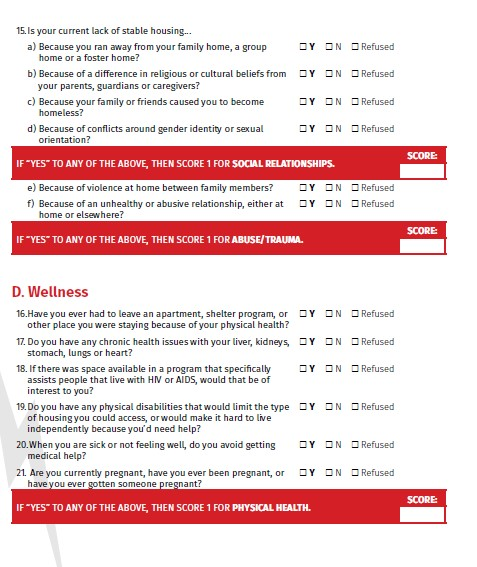 15. Is your current lack of stable housing...
a) Because you ran away from your family home, a group ☐ Y ☐ N ☐ Refused
home or a foster home?
b) Because of a difference in religious or cultural beliefs from ☐ Y ☐ N ☐ Refused
your parents, guardians or caregivers?
c) Because your family or friends caused you to become ☐ Y ☐ N ☐ Refused
homeless?
d) Because of conflicts around gender identity or sexual ☐ Y ☐ N ☐ Refused
orientation?
SCORE:
IF "YES" TO ANY OF THE ABOVE, THEN SCORE 1 FOR SOCIAL RELATIONSHIPS.
e) Because of violence at home between family members? ☐ Y ☐ N ☐ Refused
f) Because of an unhealthy or abusive relationship, either at ☐ Y ☐ N ☐ Refused
home or elsewhere?
SCORE:
IF "YES" TO ANY OF THE ABOVE, THEN SCORE 1 FOR ABUSE/TRAUMA.
D. Wellness
16. Have you ever had to leave an apartment, shelter program, or ☐ Y ☐ N ☐ Refused
other place you were staying because of your physical health?
17. Do you have any chronic health issues with your liver, kidneys, ☐ Y ☐ N ☐ Refused
stomach, lungs or heart?
18. If there was space available in a program that specifically ☐ Y ☐ N ☐ Refused
assists people that live with HIV or AIDS, would that be of
interest to you?
19. Do you have any physical disabilities that would limit the type ☐ Y ☐ N ☐ Refused
of housing you could access, or would make it hard to live
independently because you'd need help?
20. When you are sick or not feeling well, do you avoid getting ☐ Y ☐ N ☐ Refused
medical help?
21. Are you currently pregnant, have you ever been pregnant, or ☐ Y ☐ N ☐ Refused
have you ever gotten someone pregnant?
SCORE:
IF "YES" TO ANY OF THE ABOVE, THEN SCORE 1 FOR PHYSICAL HEALTH.